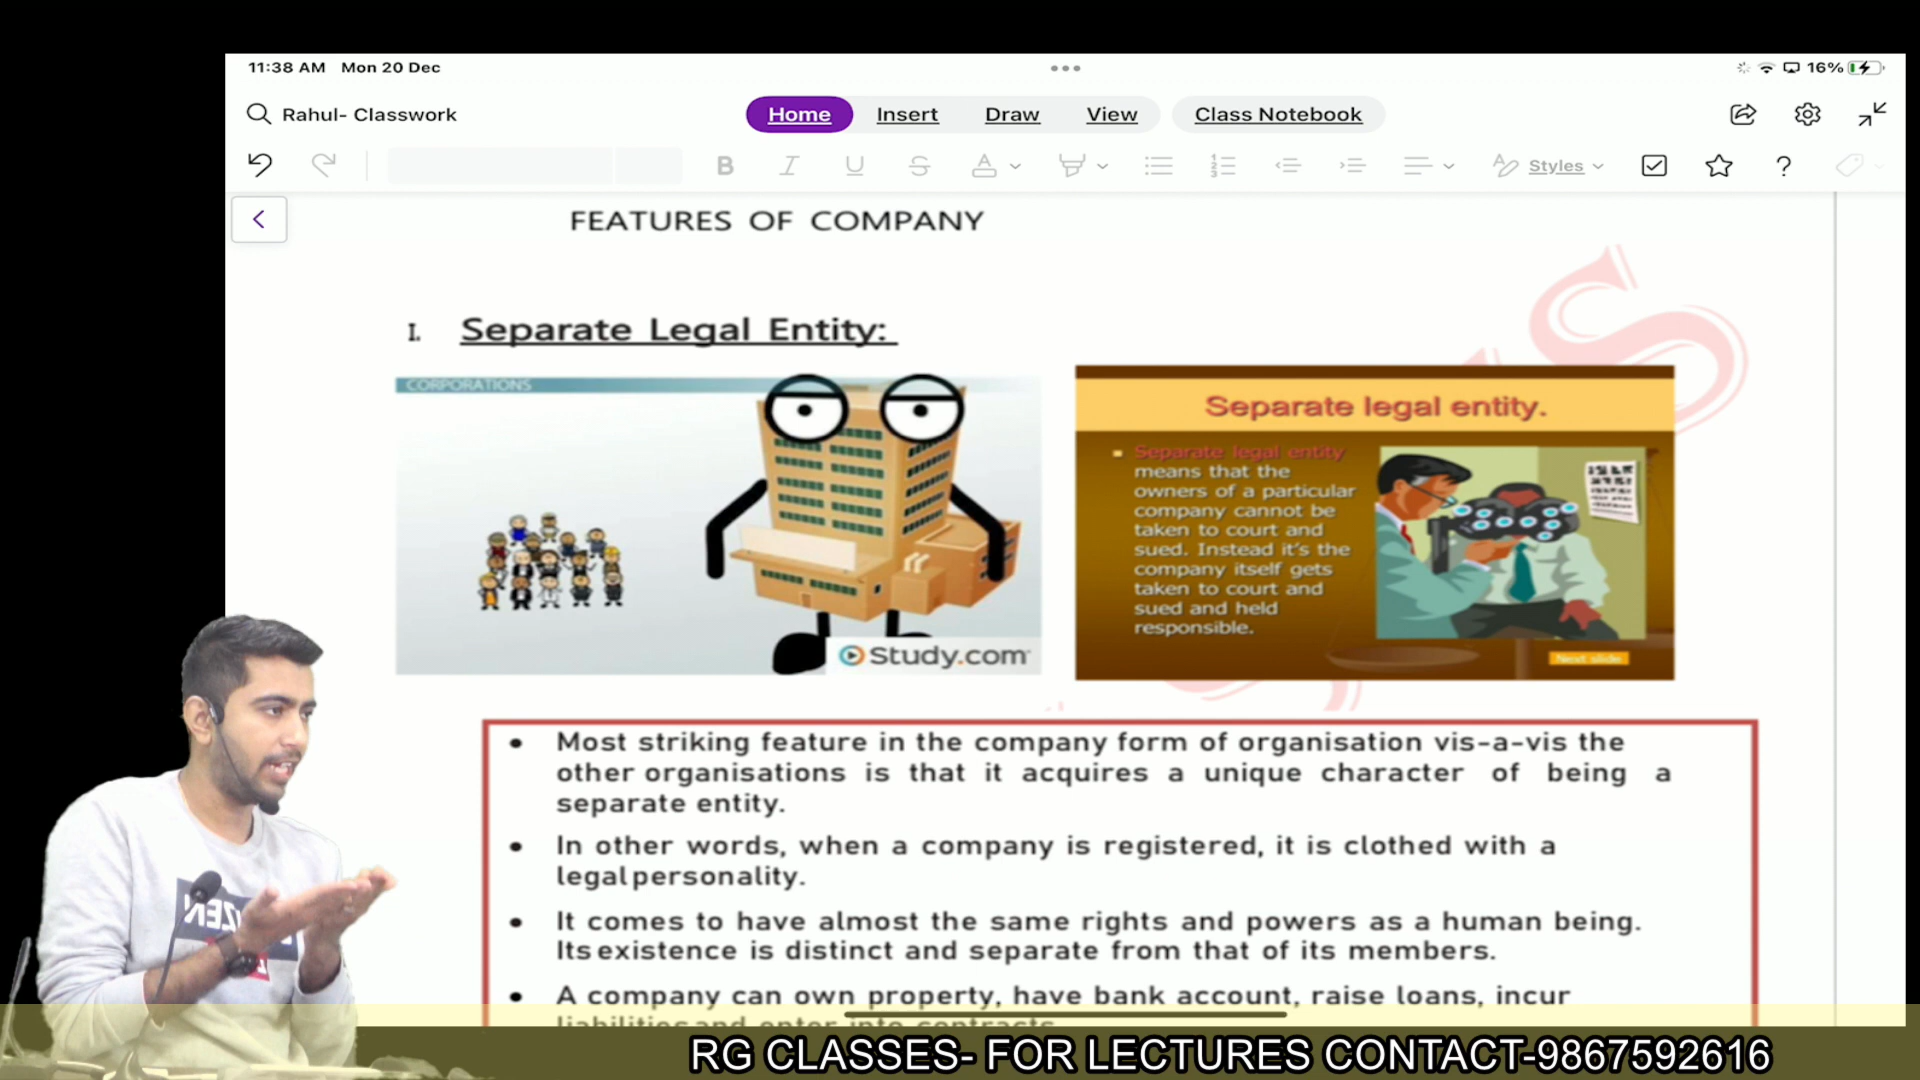 11:38 AM Mon 20 Dec
16%
Rahul- Classwork
Home Insert Draw View Class Notebook
B I U S A Styles ?
FEATURES OF COMPANY
I. Separate Legal Entity:
CORPORATIONS
Study.com
Separate legal entity.
Separate legal entity
means that the
owners of a particular
company cannot be
taken to court and
sued. Instead it's the
company itself gets
taken to court and
sued and held
responsible.
Next slide
• Most striking feature in the company form of organisation vis-a-vis the
other organisations is that it acquires a unique character of being a
separate entity.
• In other words, when a company is registered, it is clothed with a
legal personality.
• It comes to have almost the same rights and powers as a human being.
Its existence is distinct and separate from that of its members.
• A company can own property, have bank account, raise loans, incur
liabilities and enter into contracts.
RG CLASSES- FOR LECTURES CONTACT-9867592616